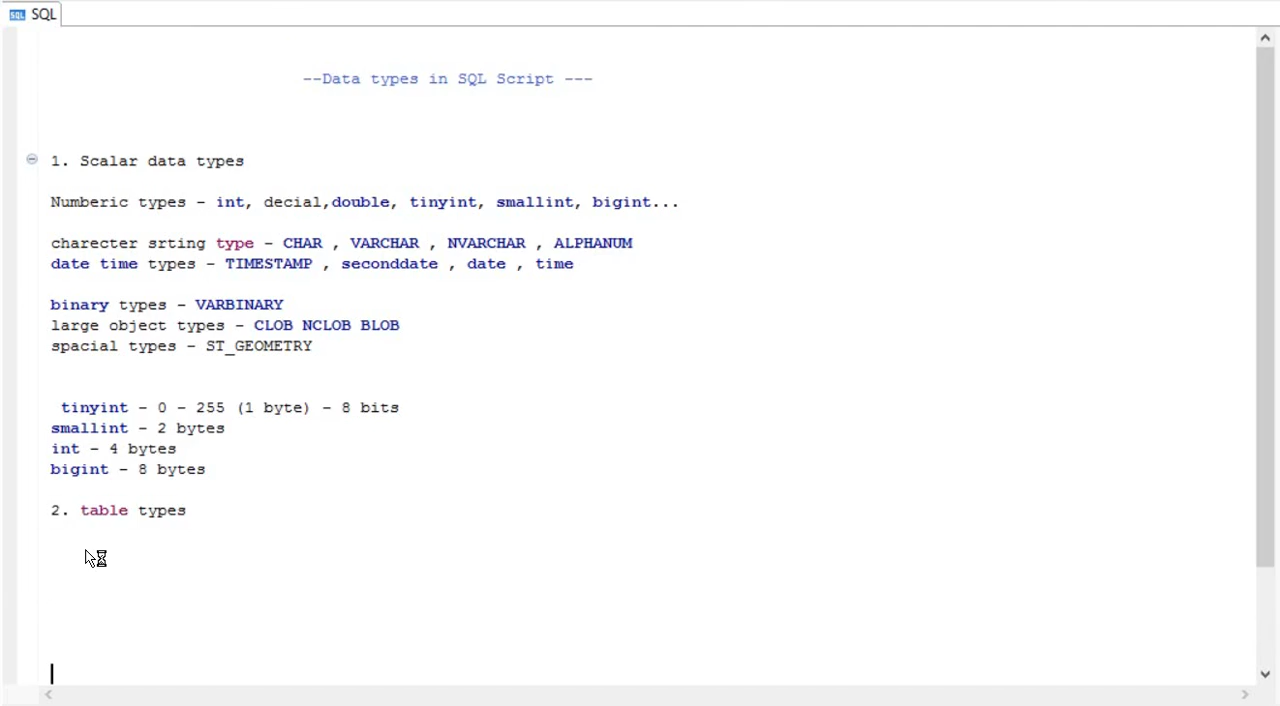 SQL SQL
--Data types in SQL Script ---
1. Scalar data types
Numberic types - int, decial,double, tinyint, smallint, bigint...
charecter srting type - CHAR , VARCHAR , NVARCHAR , ALPHANUM
date time types - TIMESTAMP , seconddate , date , time
binary types - VARBINARY
large object types - CLOB NCLOB BLOB
spacial types - ST_GEOMETRY
tinyint - 0 - 255 (1 byte) - 8 bits
smallint - 2 bytes
int - 4 bytes
bigint - 8 bytes
2. table types